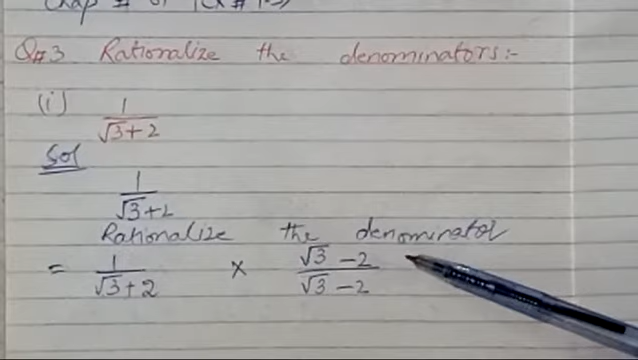 Q#3 Rationalize the denominators:-
(i) 1/(√3+2)
Sol
1/(√3+2)
Rationalize the denominator
= 1/(√3+2) × (√3-2)/(√3-2)